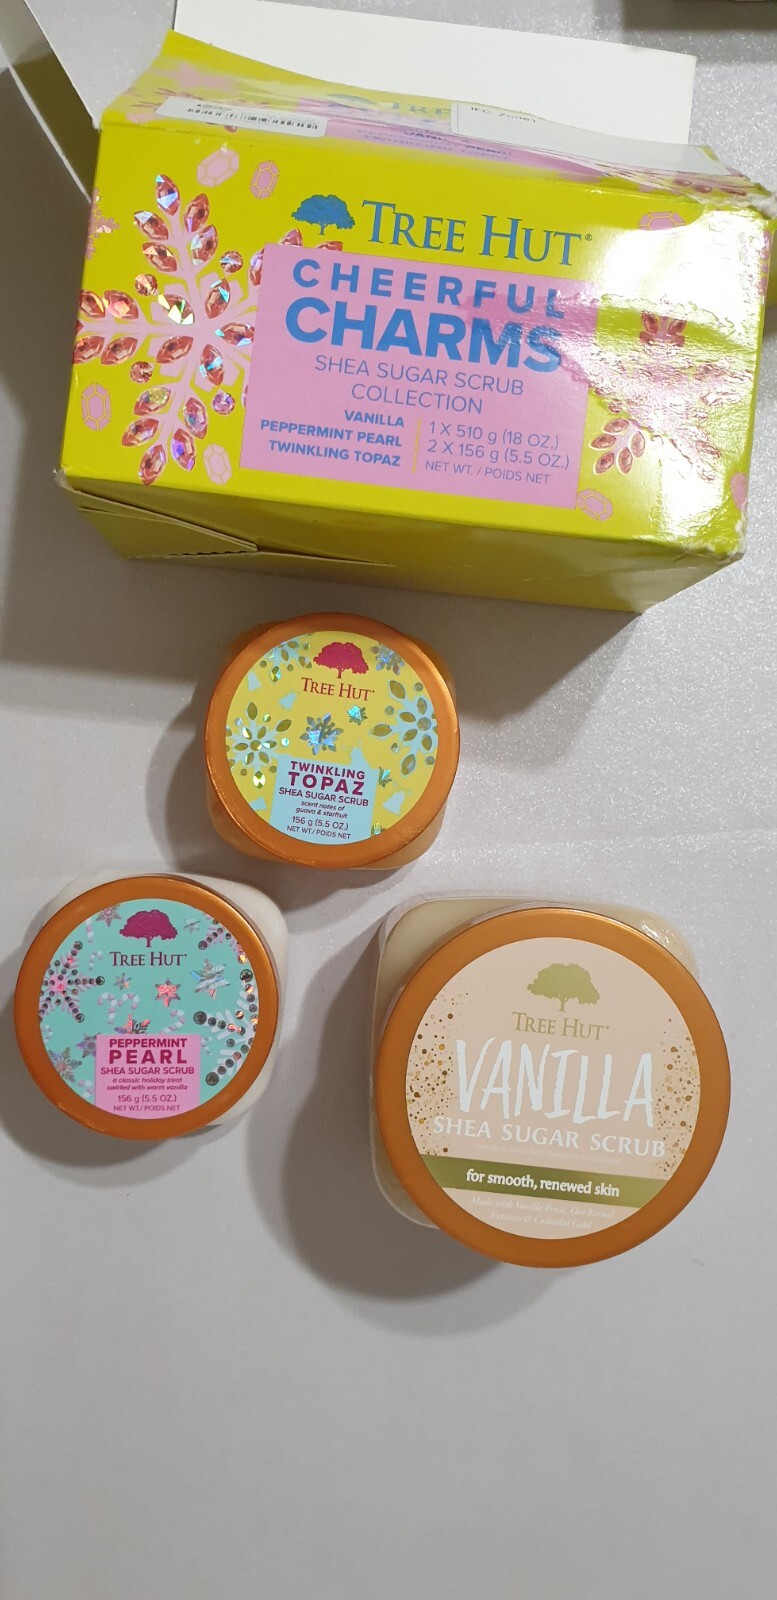 TREE HUT®
CHEERFUL
CHARMS
SHEA SUGAR SCRUB
COLLECTION
VANILLA
PEPPERMINT PEARL
TWINKLING TOPAZ
1 X 510 g (18 OZ.)
2 X 156 g (5.5 OZ.)
NET WT. / POIDS NET
TREE HUT®
TWINKLING
TOPAZ
SHEA SUGAR SCRUB
scent notes of
guava & starfruit
156 g (5.5 OZ.)
NET WT./ POIDS NET
TREE HUT®
PEPPERMINT
PEARL
SHEA SUGAR SCRUB
a classic holiday treat
swirled with warm vanilla
156 g (5.5 OZ.)
NET WT./ POIDS NET
TREE HUT®
VANILLA
SHEA SUGAR SCRUB
for smooth, renewed skin
Made with Vanilla Fruit, Oat Kernel
Extracts & Colloidal Gold